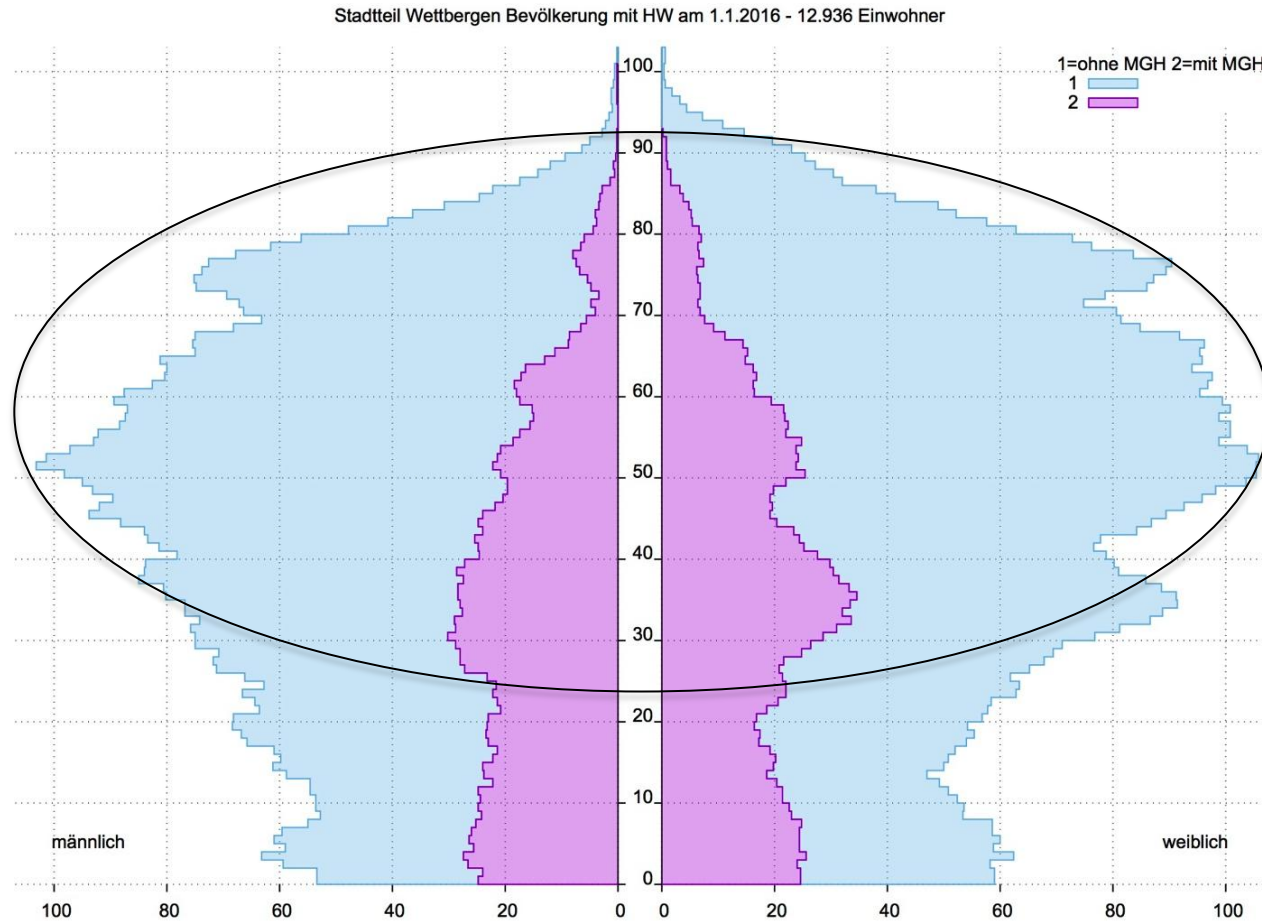 Stadtteil Wettbergen Bevölkerung mit HW am 1.1.2016 - 12.936 Einwohner
1=ohne MGH 2=mit MGH
1
2
100
90
80
70
60
50
40
30
20
10
0
männlich
weiblich
100 80 60 40 20 0 0 20 40 60 80 100